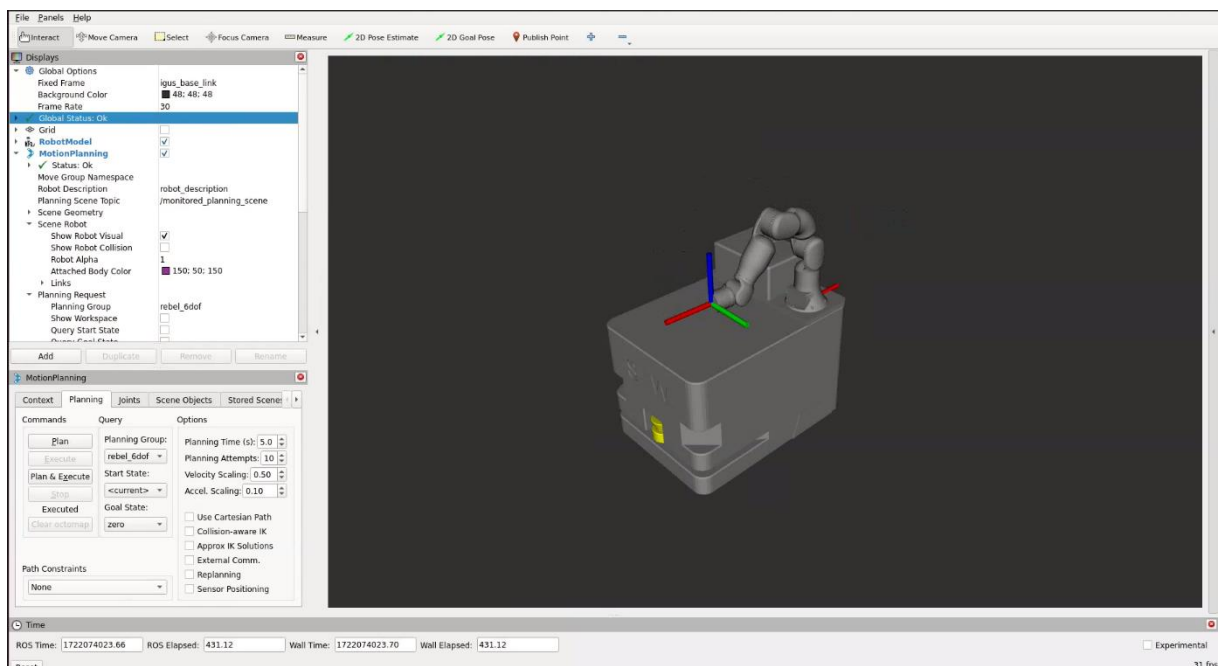 File Panels Help
Interact Move Camera Select Focus Camera Measure 2D Pose Estimate 2D Goal Pose Publish Point
Displays
Global Options
Fixed Frame igus_base_link
Background Color 48; 48; 48
Frame Rate 30
Global Status: Ok
Grid
RobotModel
MotionPlanning
Status: Ok
Move Group Namespace
Robot Description robot_description
Planning Scene Topic /monitored_planning_scene
Scene Geometry
Scene Robot
Show Robot Visual
Show Robot Collision
Robot Alpha 1
Attached Body Color 150; 50; 150
Links
Planning Request
Planning Group rebel_6dof
Show Workspace
Query Start State
Query Goal State
Add Duplicate Remove Rename
MotionPlanning
Context Planning Joints Scene Objects Stored Scenes
Commands Query Options
Plan Planning Group: Planning Time (s): 5.0
Execute rebel_6dof Planning Attempts: 10
Plan & Execute Start State: Velocity Scaling: 0.50
Stop <current> Accel. Scaling: 0.10
Executed Goal State:
Clear octomap zero Use Cartesian Path
Collision-aware IK
Approx IK Solutions
External Comm.
Path Constraints Replanning
None Sensor Positioning
Time
ROS Time: 1722074023.66 ROS Elapsed: 431.12 Wall Time: 1722074023.70 Wall Elapsed: 431.12 Experimental
Reset 31 fps